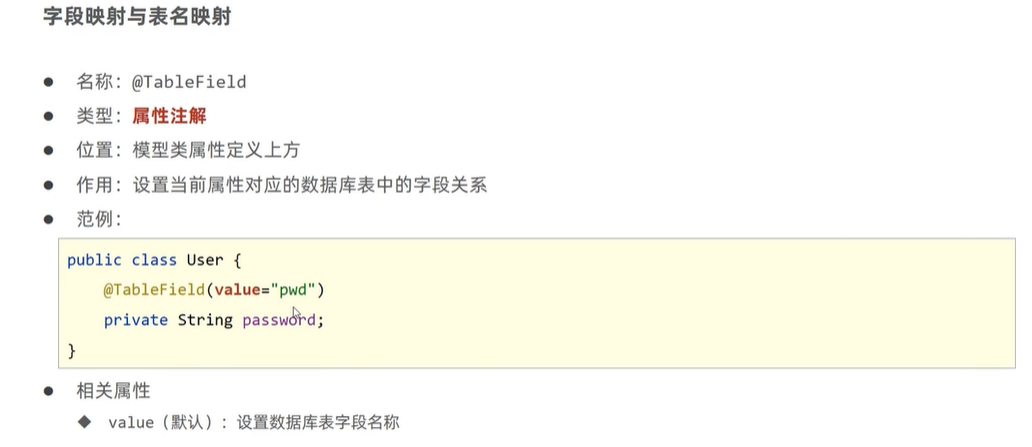 字段映射与表名映射
● 名称：@TableField
● 类型：属性注解
● 位置：模型类属性定义上方
● 作用：设置当前属性对应的数据库表中的字段关系
● 范例：
public class User {
    @TableField(value="pwd")
    private String password;
}
● 相关属性
◆ value（默认）：设置数据库表字段名称